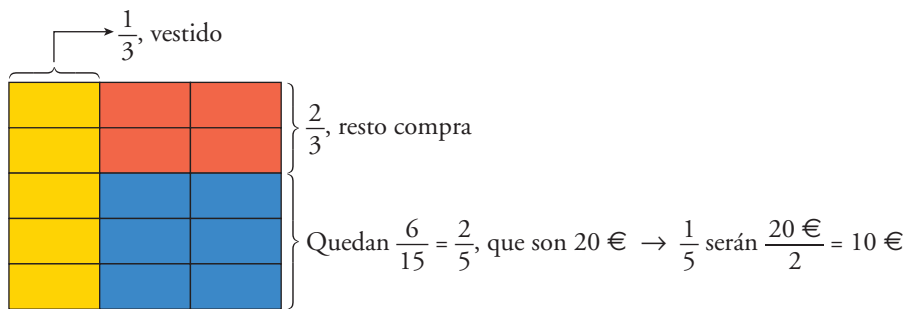 1/3, vestido
2/3, resto compra
Quedan 6/15 = 2/5, que son 20 € → 1/5 serán 20 €/2 = 10 €